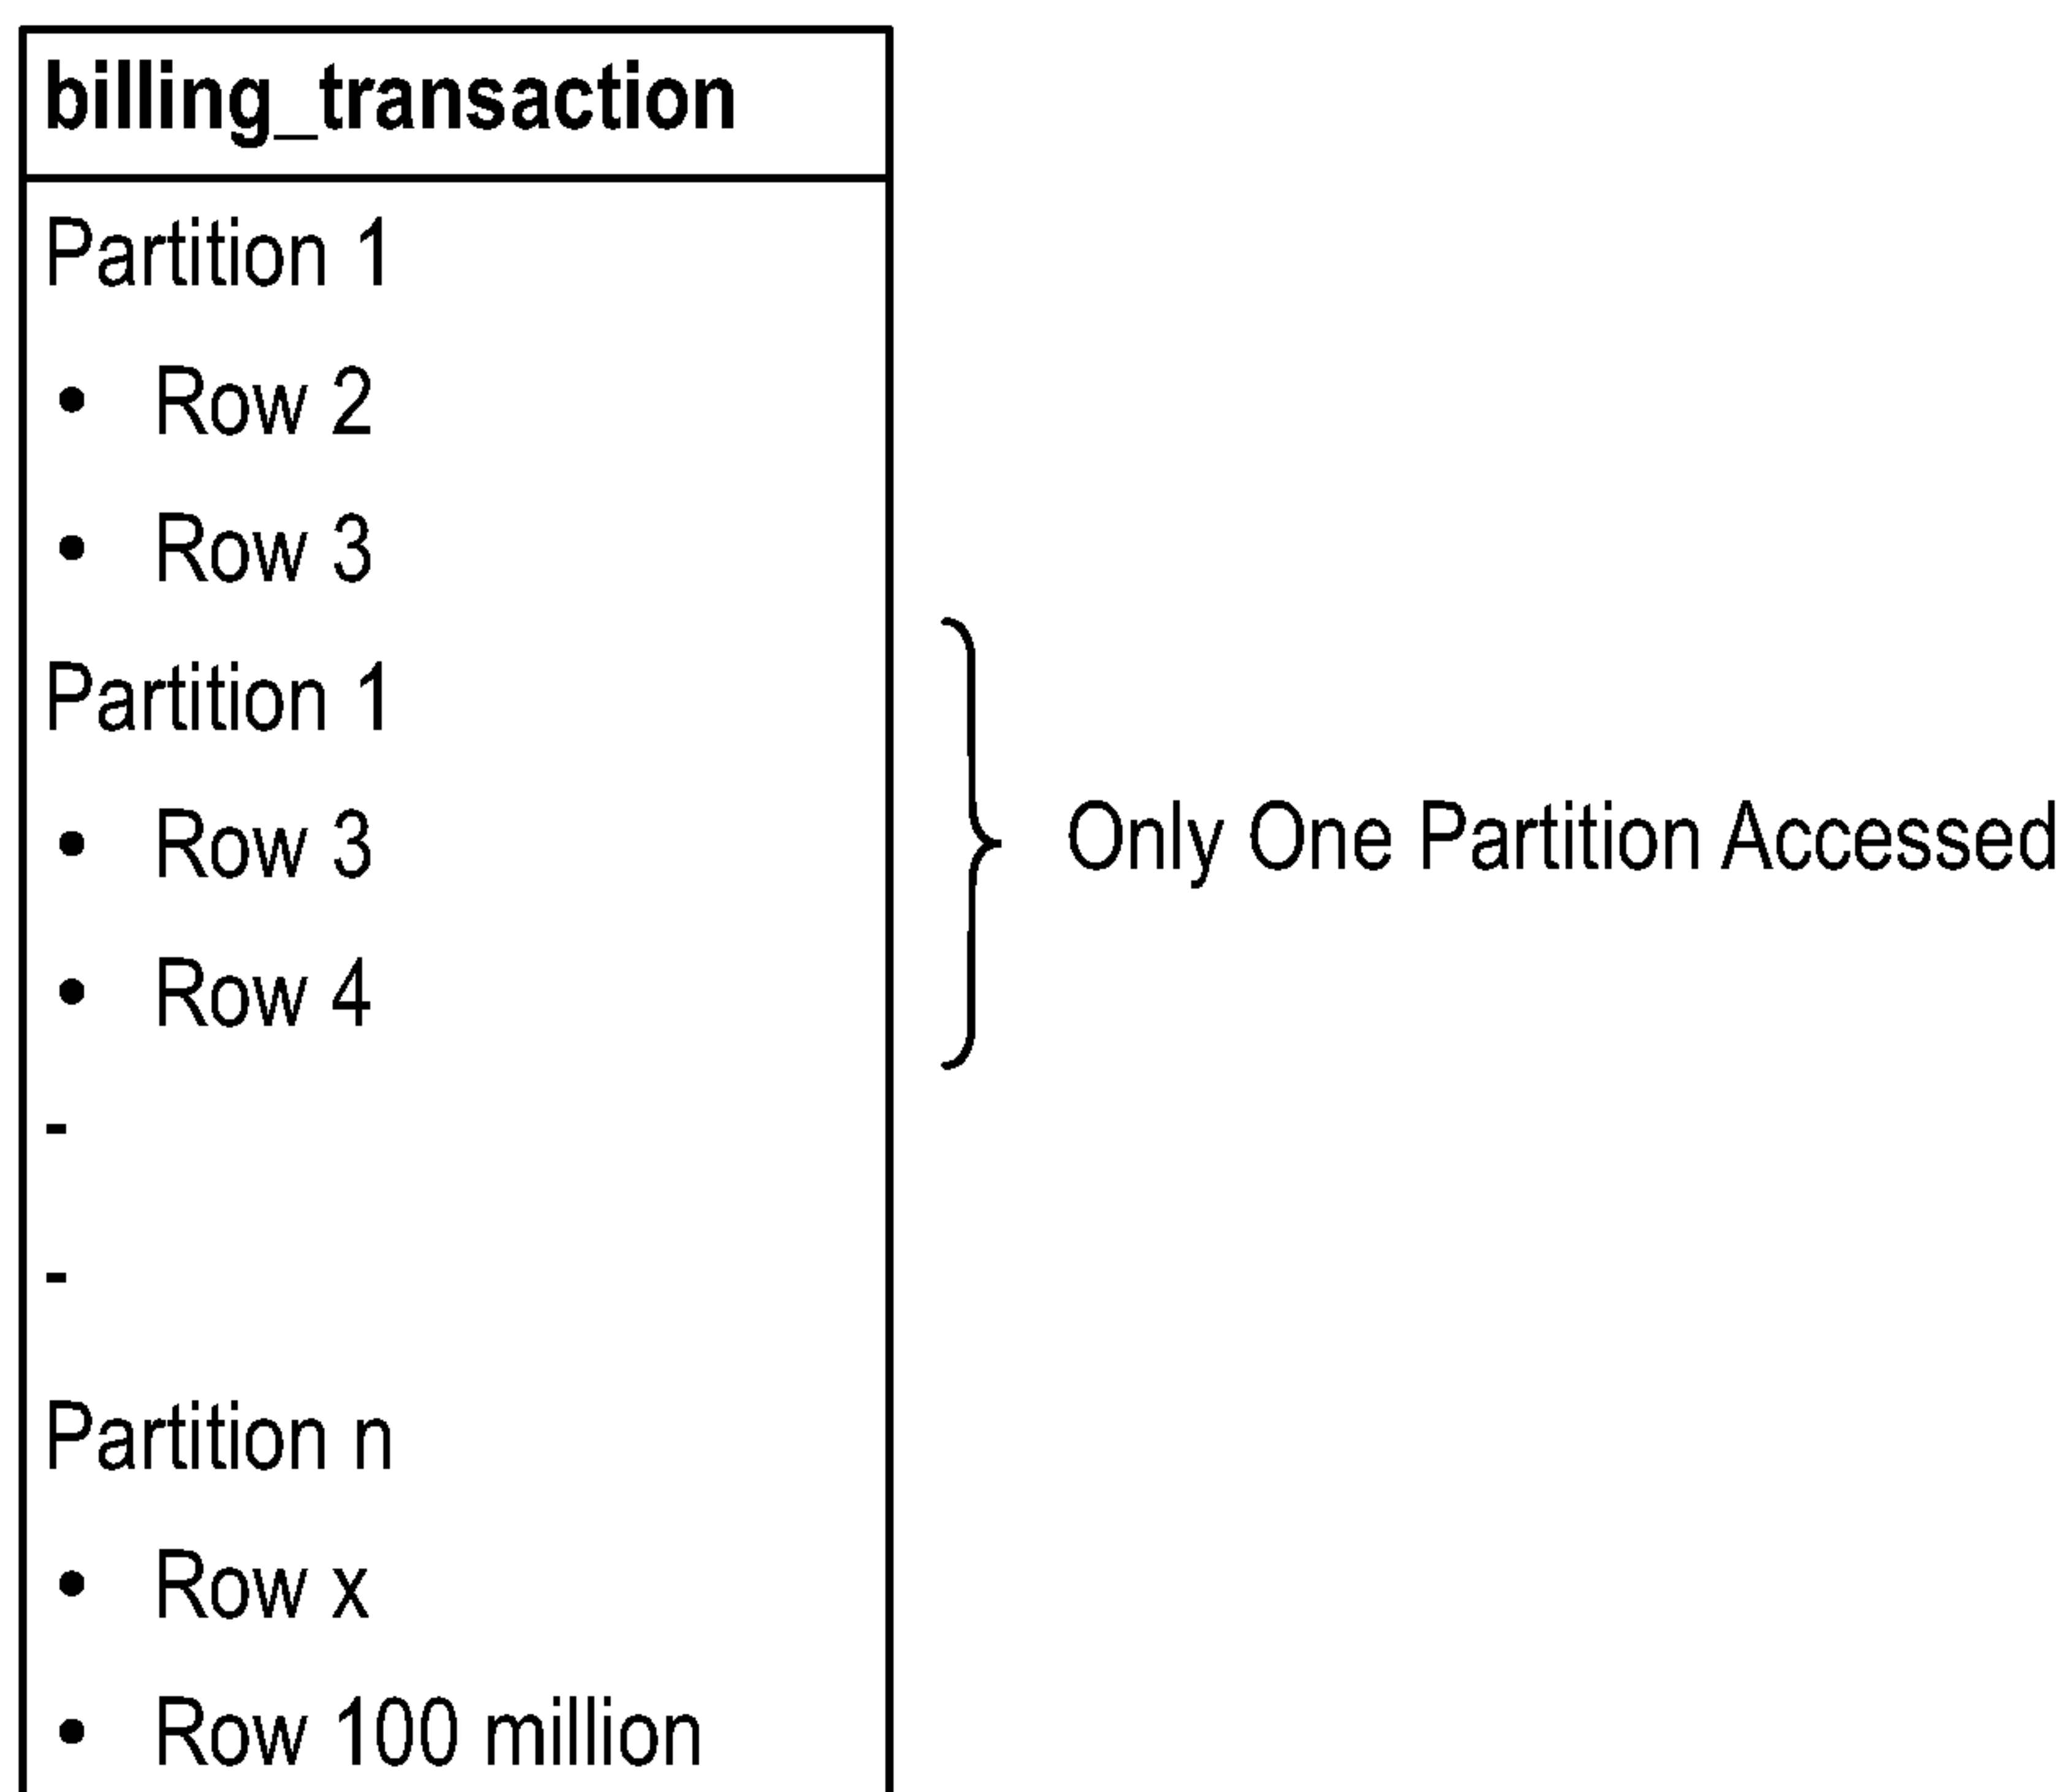 billing_transaction
Partition 1
• Row 2
• Row 3
Partition 1
• Row 3
• Row 4
Only One Partition Accessed
-
-
Partition n
• Row x
• Row 100 million